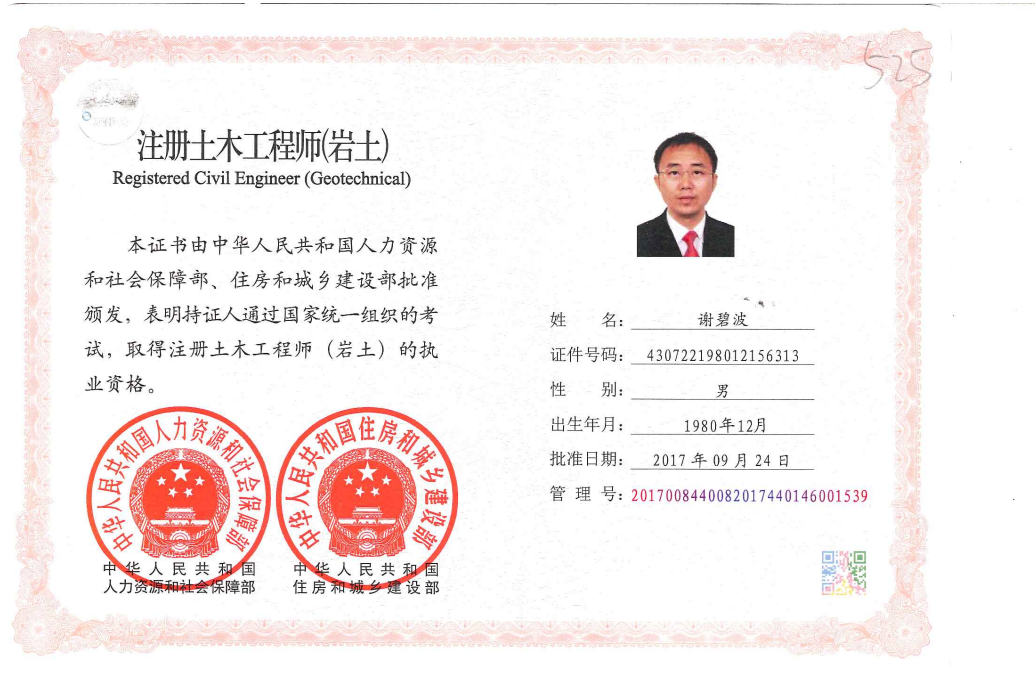 525
注册土木工程师(岩土)
Registered Civil Engineer (Geotechnical)
本证书由中华人民共和国人力资源
和社会保障部、住房和城乡建设部批准
颁发，表明持证人通过国家统一组织的考
试，取得注册土木工程师（岩土）的执
业资格。
中华人民共和国人力资源和社会保障部
中华人民共和国住房和城乡建设部
中华人民共和国
人力资源和社会保障部
中华人民共和国
住房和城乡建设部
姓 名： 谢碧波
证件号码： 430722198012156313
性 别： 男
出生年月： 1980年12月
批准日期： 2017年09月24日
管理号： 2017008440082017440146001539